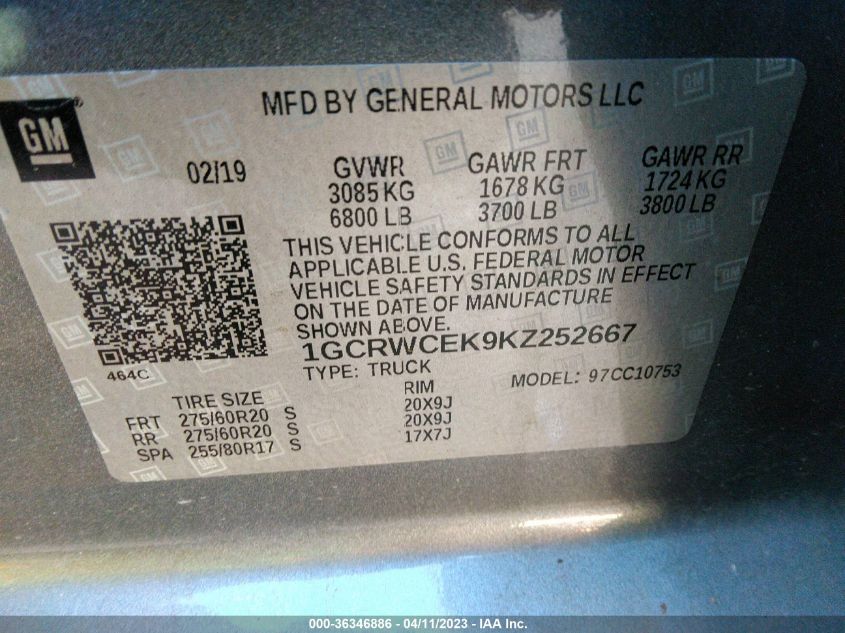 GM
MFD BY GENERAL MOTORS LLC
02/19 GVWR GAWR FRT GAWR RR
3085 KG 1678 KG 1724 KG
6800 LB 3700 LB 3800 LB
THIS VEHICLE CONFORMS TO ALL
APPLICABLE U.S. FEDERAL MOTOR
VEHICLE SAFETY STANDARDS IN EFFECT
ON THE DATE OF MANUFACTURE
SHOWN ABOVE.
1GCRWCEK9KZ252667
464C
TYPE: TRUCK MODEL: 97CC10753
TIRE SIZE RIM
FRT 275/60R20 S 20X9J
RR 275/60R20 S 20X9J
SPA 255/80R17 S 17X7J
000-36346886 - 04/11/2023 - IAA Inc.